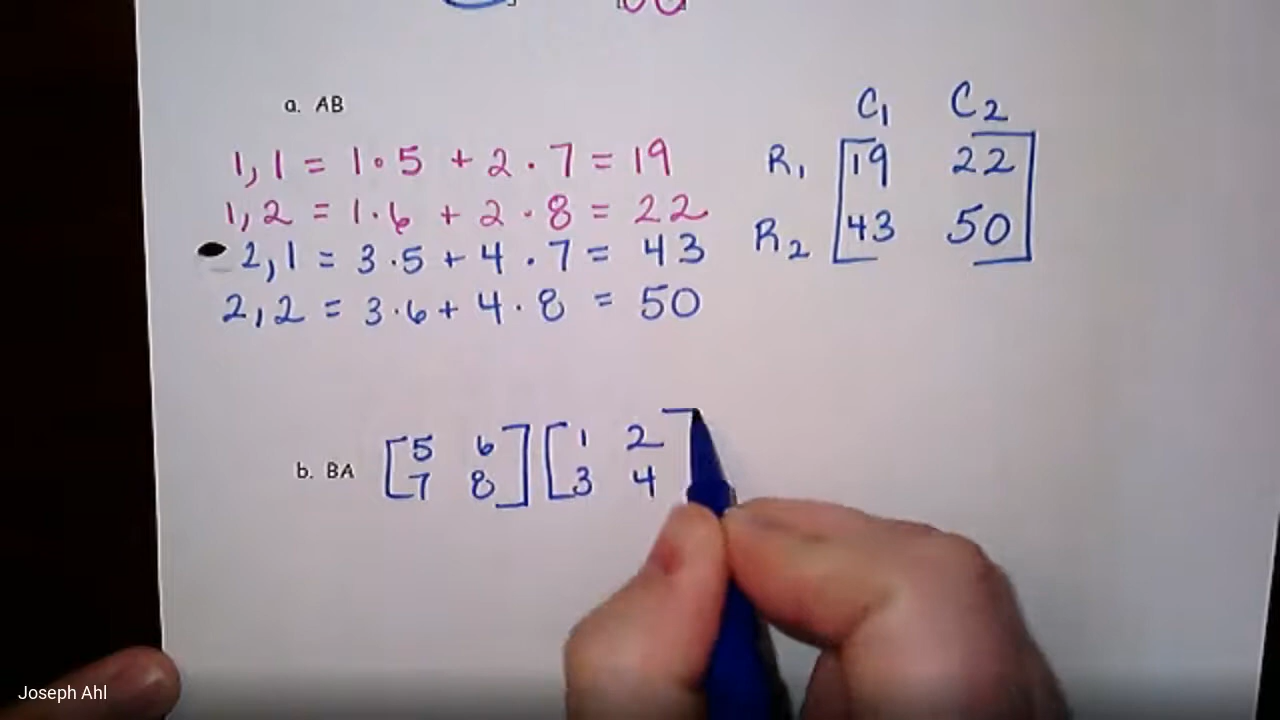 a. AB
1,1 = 1•5 + 2·7 = 19
1,2 = 1·6 + 2·8 = 22
2,1 = 3·5 + 4·7 = 43
2,2 = 3·6 + 4·8 = 50
C1 C2
R1 [19 22
R2 43 50]
b. BA [5 6 7 8] [1 2 3 4]
Joseph Ahl